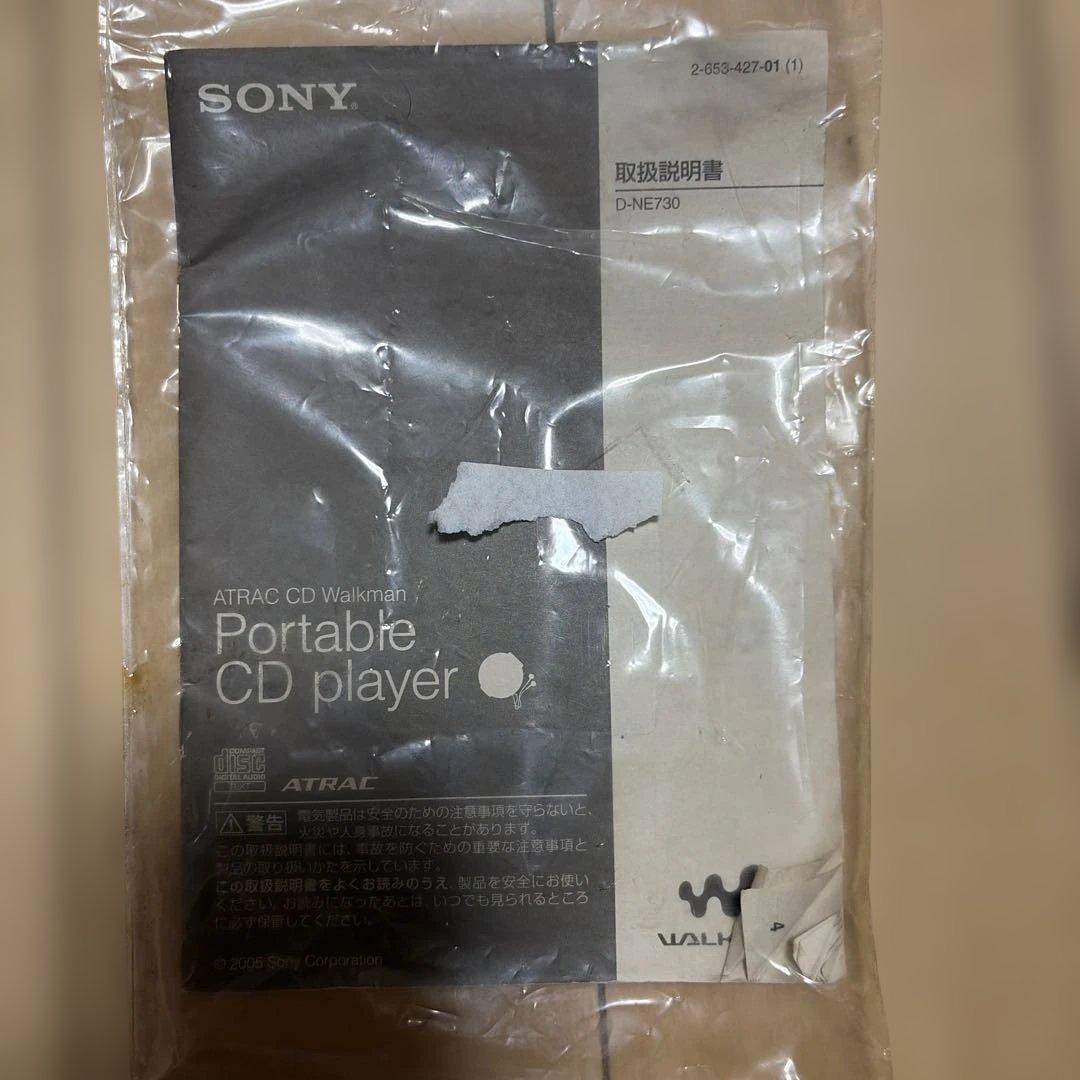 SONY®
2-653-427-01 (1)
取扱説明書
D-NE730
ATRAC CD Walkman
Portable
CD player
COMPACT
disc
DIGITAL AUDIO
TEXT
ATRAC
警告
電気製品は安全のための注意事項を守らないと、
火災や人身事故になることがあります。
この取扱説明書には、事故を防ぐための重要な注意事項と
製品の取り扱いかたを示しています。
この取扱説明書をよくお読みのうえ、製品を安全にお使い
ください。お読みになったあとは、いつでも見られるところ
に必ず保管してください。
WALK
4
© 2005 Sony Corporation